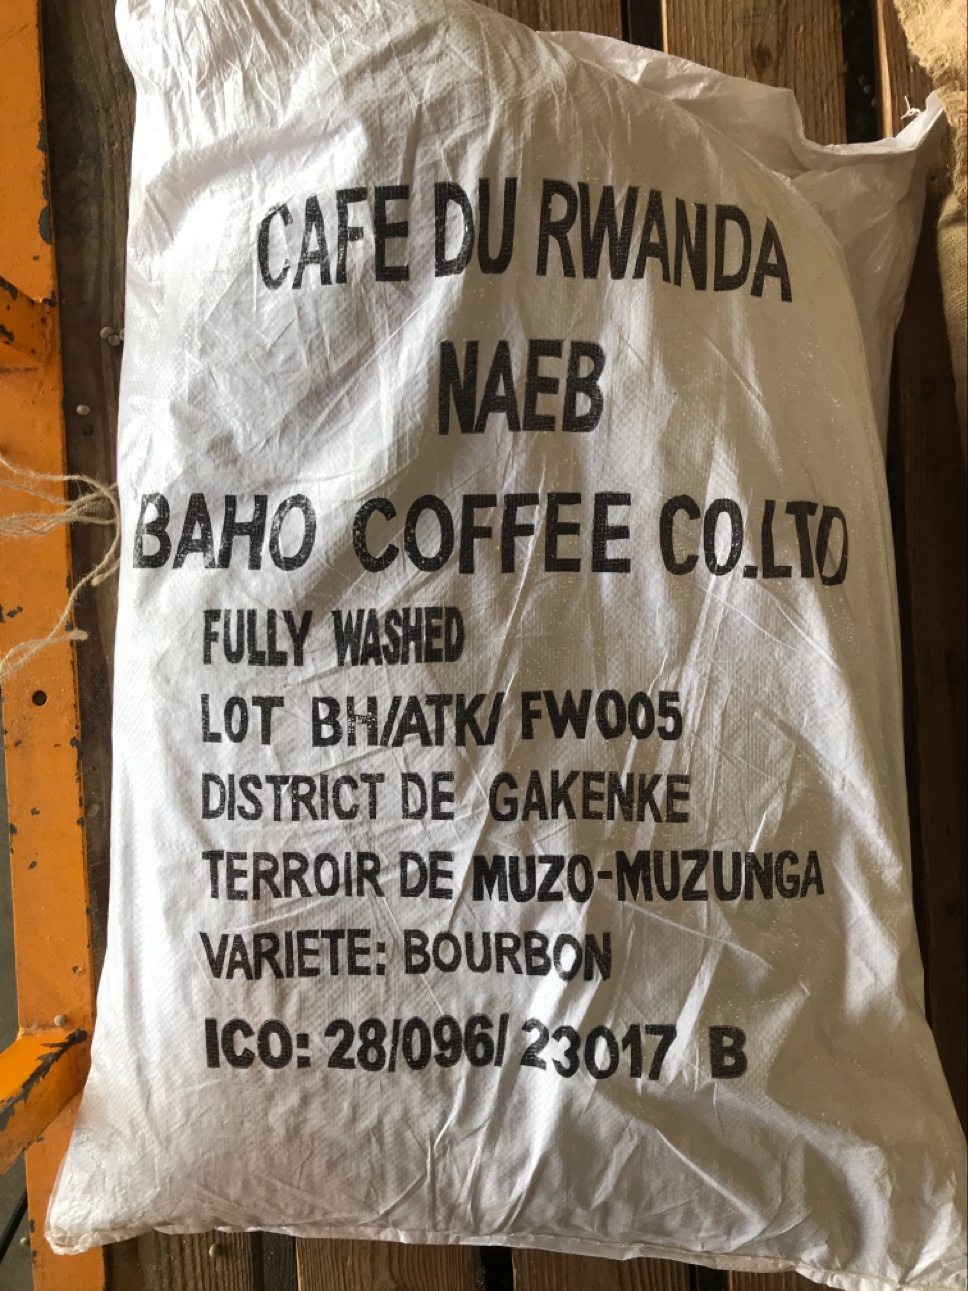 CAFE DU RWANDA
NAEB
BAHO COFFEE CO.LTD
FULLY WASHED
LOT BH/ATK/ FW005
DISTRICT DE GAKENKE
TERROIR DE MUZO-MUZUNGA
VARIETE: BOURBON
ICO: 28/096/ 23017 B